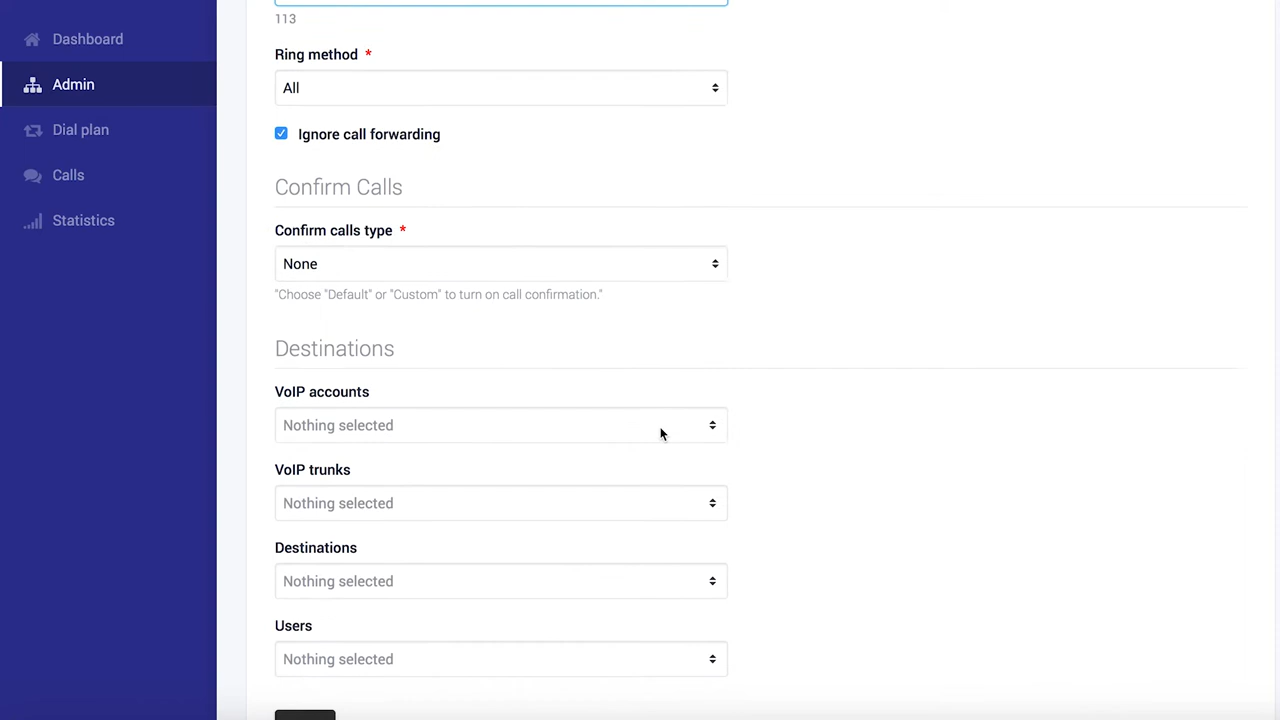 Dashboard
Admin
Dial plan
Calls
Statistics
113
Ring method *
All
Ignore call forwarding
Confirm Calls
Confirm calls type *
None
"Choose "Default" or "Custom" to turn on call confirmation."
Destinations
VoIP accounts
Nothing selected
VoIP trunks
Nothing selected
Destinations
Nothing selected
Users
Nothing selected